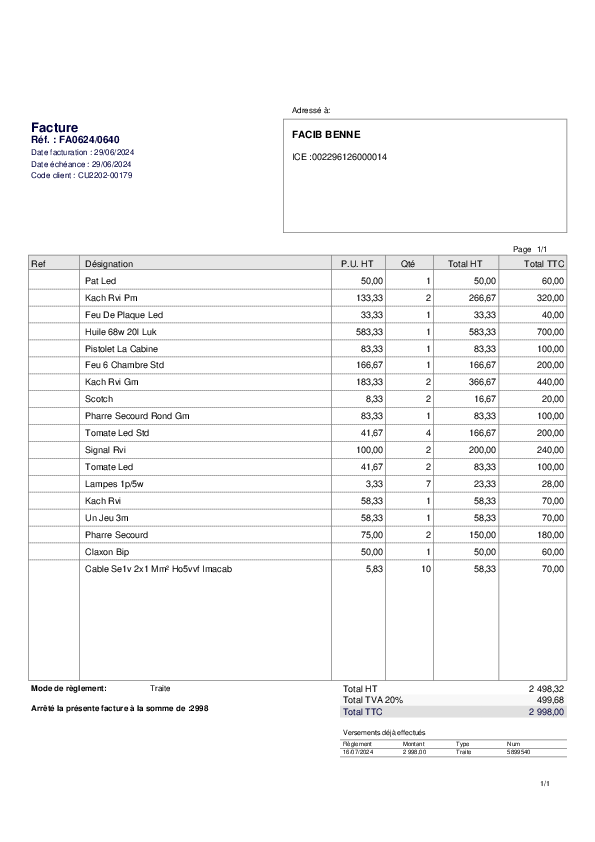 Adressé à:
Facture
Réf. : FA0624/0640
Date facturation : 29/06/2024
Date échéance : 29/06/2024
Code client : CU2202-00179
FACIB BENNE
ICE :002296126000014
Page 1/1
Ref Désignation P.U. HT Qté Total HT Total TTC
Pat Led 50,00 1 50,00 60,00
Kach Rvi Pm 133,33 2 266,67 320,00
Feu De Plaque Led 33,33 1 33,33 40,00
Huile 68w 20l Luk 583,33 1 583,33 700,00
Pistolet La Cabine 83,33 1 83,33 100,00
Feu 6 Chambre Std 166,67 1 166,67 200,00
Kach Rvi Gm 183,33 2 366,67 440,00
Scotch 8,33 2 16,67 20,00
Pharre Secourd Rond Gm 83,33 1 83,33 100,00
Tomate Led Std 41,67 4 166,67 200,00
Signal Rvi 100,00 2 200,00 240,00
Tomate Led 41,67 2 83,33 100,00
Lampes 1p/5w 3,33 7 23,33 28,00
Kach Rvi 58,33 1 58,33 70,00
Un Jeu 3m 58,33 1 58,33 70,00
Pharre Secourd 75,00 2 150,00 180,00
Claxon Bip 50,00 1 50,00 60,00
Cable Se1v 2x1 Mm² Ho5vvf Imacab 5,83 10 58,33 70,00
Mode de règlement: Traite
Arrêté la présente facture à la somme de :2998
Total HT 2 498,32
Total TVA 20% 499,68
Total TTC 2 998,00
Versements déjà effectués
Règlement Montant Type Num
16/07/2024 2 998,00 Traite 5899540
1/1